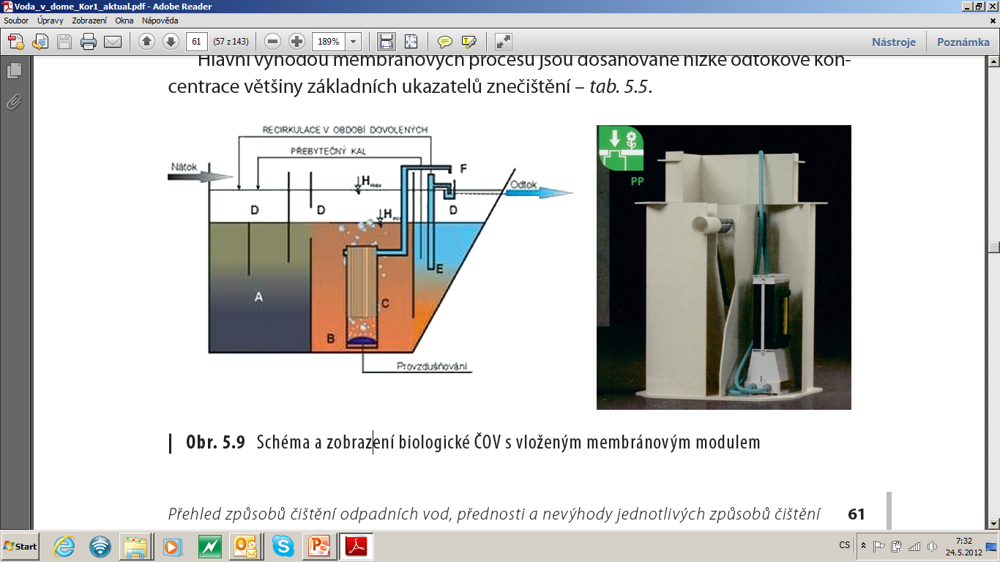 Voda_v_dome_Kor1_aktual.pdf - Adobe Reader
Soubor Úpravy Zobrazení Okna Nápověda
61 (57 z 143) 189% Nástroje Poznámka
Hlavní výhodou membránových procesů jsou dosahované nízké odtokové kon-
centrace většiny základních ukazatelů znečištění – tab. 5.5.
RECIRKULACE V OBDOBÍ DOVOLENÝCH
PŘEBYTEČNÝ KAL
Nátok
H max
F
Odtok
D
D
H min
D
E
A
C
B
Provzdušňování
PP
Obr. 5.9 Schéma a zobrazení biologické ČOV s vloženým membránovým modulem
Přehled způsobů čištění odpadních vod, přednosti a nevýhody jednotlivých způsobů čištění 61
Start
CS
7:32
24.5.2012